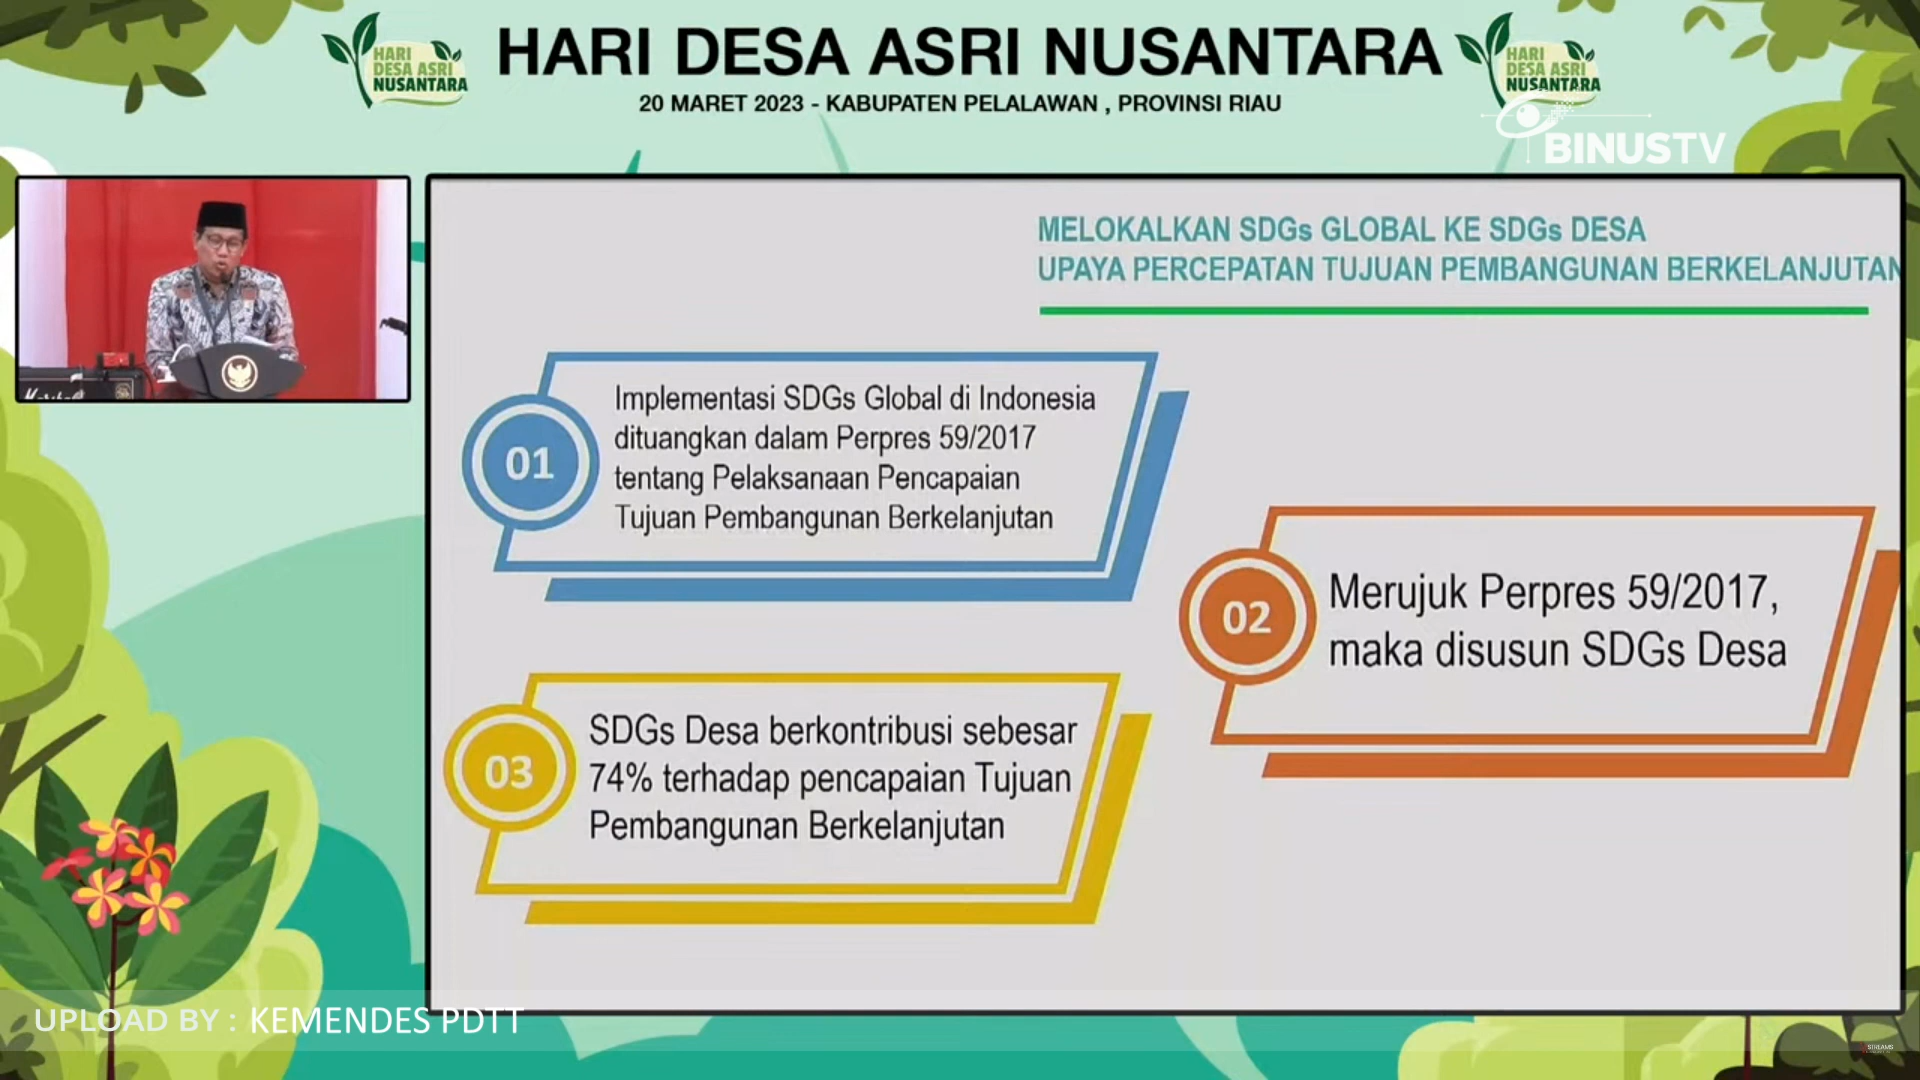 HARI DESA ASRI NUSANTARA
20 MARET 2023 - KABUPATEN PELALAWAN , PROVINSI RIAU
HARI
DESA ASRI
NUSANTARA
HARI
DESA ASRI
NUSANTARA
BINUSTV
MELOKALKAN SDGs GLOBAL KE SDGs DESA
UPAYA PERCEPATAN TUJUAN PEMBANGUNAN BERKELANJUTAN
01
Implementasi SDGs Global di Indonesia
dituangkan dalam Perpres 59/2017
tentang Pelaksanaan Pencapaian
Tujuan Pembangunan Berkelanjutan
02
Merujuk Perpres 59/2017,
maka disusun SDGs Desa
03
SDGs Desa berkontribusi sebesar
74% terhadap pencapaian Tujuan
Pembangunan Berkelanjutan
UPLOAD BY : KEMENDES PDTT
STREAMS